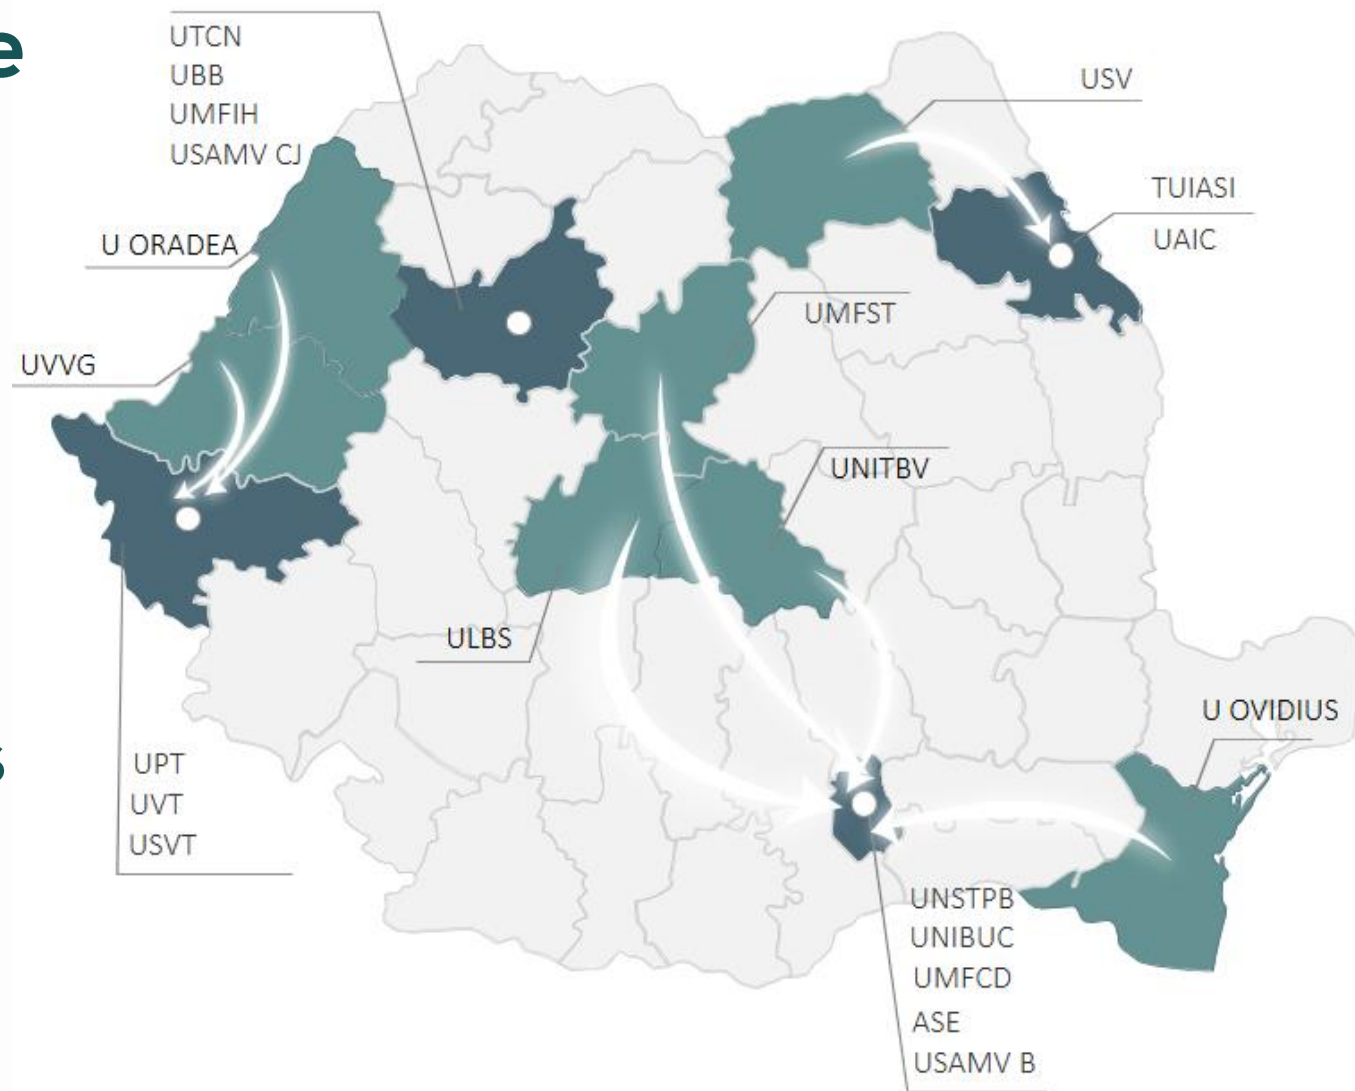 e
UTCN
UBB
UMFIH
USAMV CJ
USV
TUIASI
UAIC
U ORADEA
UMFST
UVVG
UNITBV
ULBS
U OVIDIUS
s
UPT
UVT
USVT
UNSTPB
UNIBUC
UMFCD
ASE
USAMV B